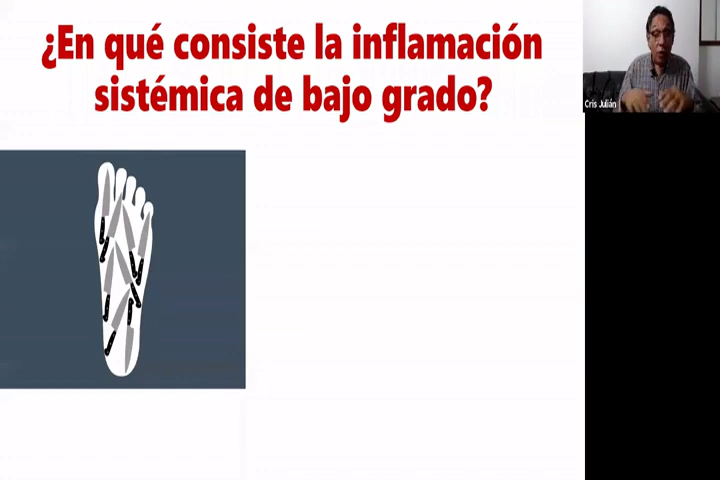 ¿En qué consiste la inflamación
sistémica de bajo grado?
Cris Julián